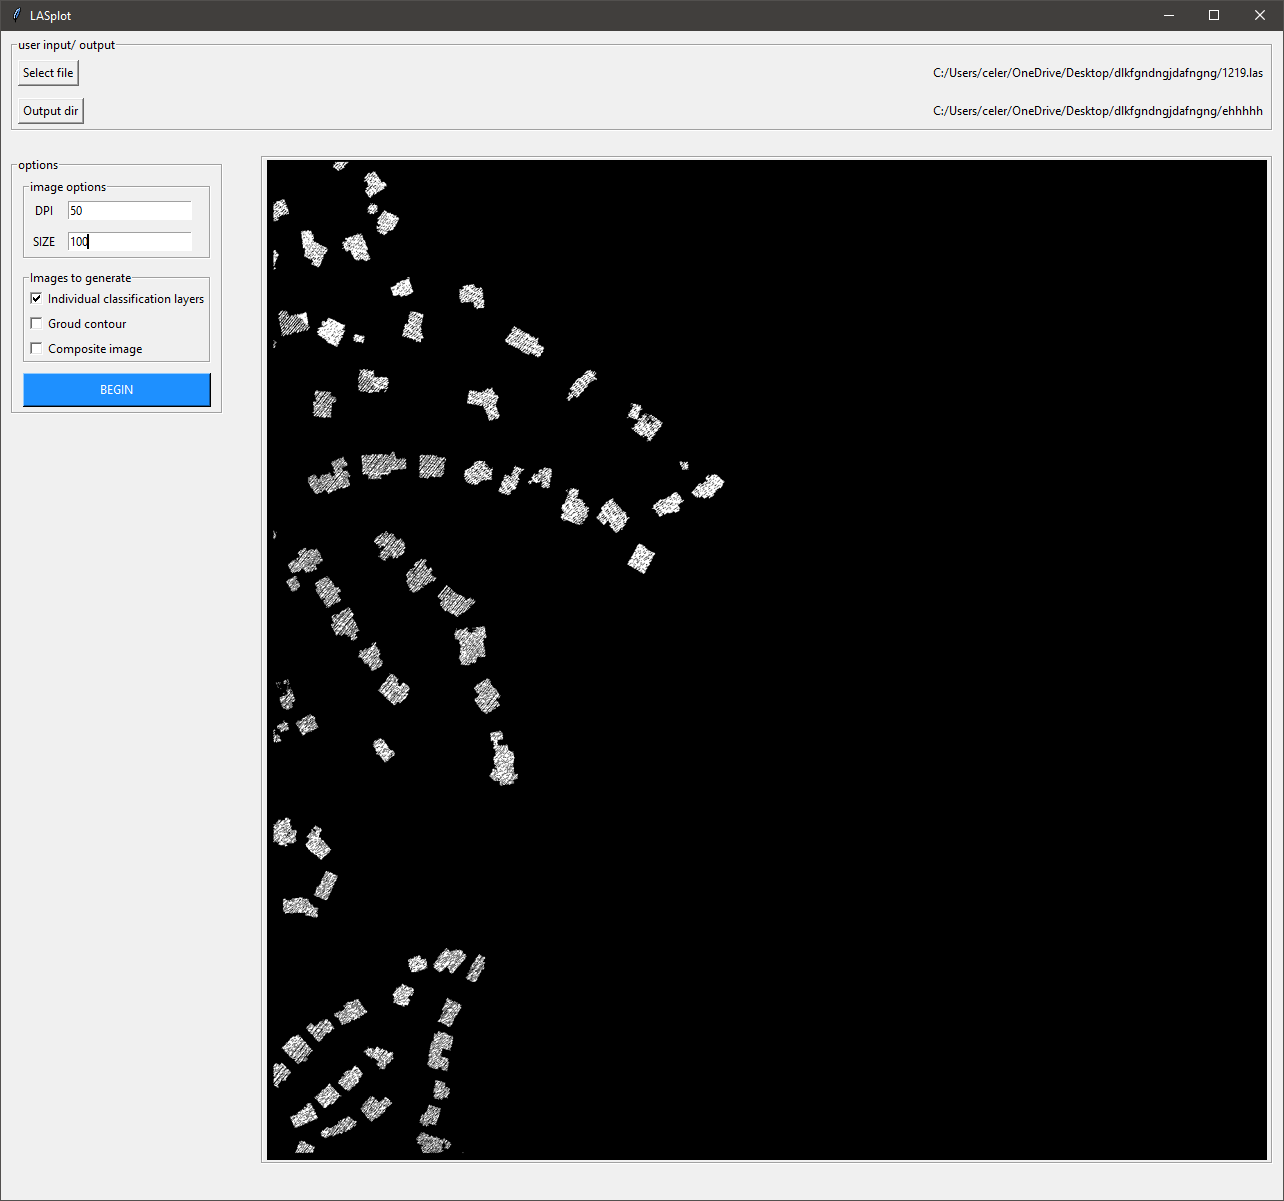 LASplot
user input/ output
Select file
C:/Users/celer/OneDrive/Desktop/dlkfgndngjdafngng/1219.las
Output dir
C:/Users/celer/OneDrive/Desktop/dlkfgndngjdafngng/ehhhhh
options
image options
DPI 50
SIZE 100
Images to generate
Individual classification layers
Groud contour
Composite image
BEGIN